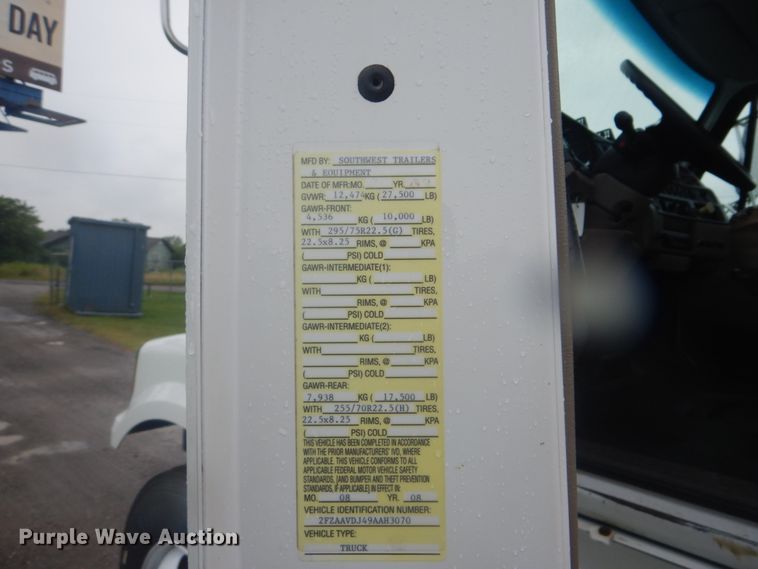 DAY
S
MFD BY: SOUTHWEST TRAILERS
& EQUIPMENT
DATE OF MFR: MO. YR.
GVWR: 12,474 KG ( 27,500 LB)
GAWR-FRONT:
4,536 KG ( 10,000 LB)
WITH 295/75R22.5(G) TIRES,
22.5x8.25 RIMS, @ KPA
( PSI) COLD
GAWR-INTERMEDIATE(1):
KG ( LB)
WITH TIRES,
RIMS, @ KPA
( PSI) COLD
GAWR-INTERMEDIATE(2):
KG ( LB)
WITH TIRES,
RIMS, @ KPA
( PSI) COLD
GAWR-REAR:
7,938 KG ( 17,500 LB)
WITH 255/70R22.5(H) TIRES,
22.5x8.25 RIMS, @ KPA
( PSI) COLD
THIS VEHICLE HAS BEEN COMPLETED IN ACCORDANCE
WITH THE PRIOR MANUFACTURERS' IVD, WHERE
APPLICABLE. THIS VEHICLE CONFORMS TO ALL
APPLICABLE FEDERAL MOTOR VEHICLE SAFETY
STANDARDS, [AND BUMPER AND THEFT PREVENTION
STANDARDS, IF APPLICABLE] IN EFFECT IN:
MO. 08 YR. 08
VEHICLE IDENTIFICATION NUMBER:
2FZAAVDJ49AAH3070
VEHICLE TYPE:
TRUCK
Purple Wave Auction